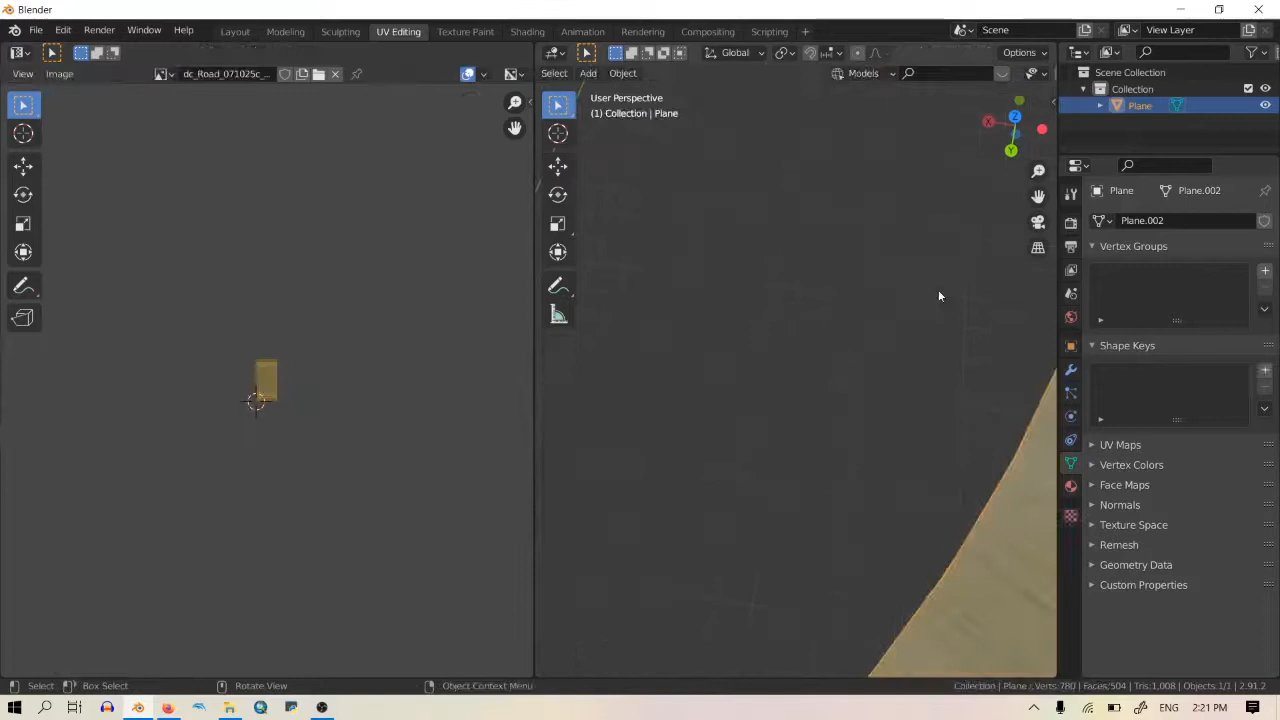 Blender
File Edit Render Window Help Layout Modeling Sculpting UV Editing Texture Paint Shading Animation Rendering Compositing Scripting + Scene View Layer
Global Options
View Image dc_Road_071025c_... Select Add Object Models
User Perspective
(1) Collection | Plane
X
Z
Y
Scene Collection
Collection
Plane
Plane Plane.002
Plane.002
Vertex Groups
Shape Keys
UV Maps
Vertex Colors
Face Maps
Normals
Texture Space
Remesh
Geometry Data
Custom Properties
Select Box Select Rotate View Object Context Menu Collection | Plane | Verts:780 | Faces:504 | Tris:1,008 | Objects:1/1 | 2.91.2
ENG 2:21 PM